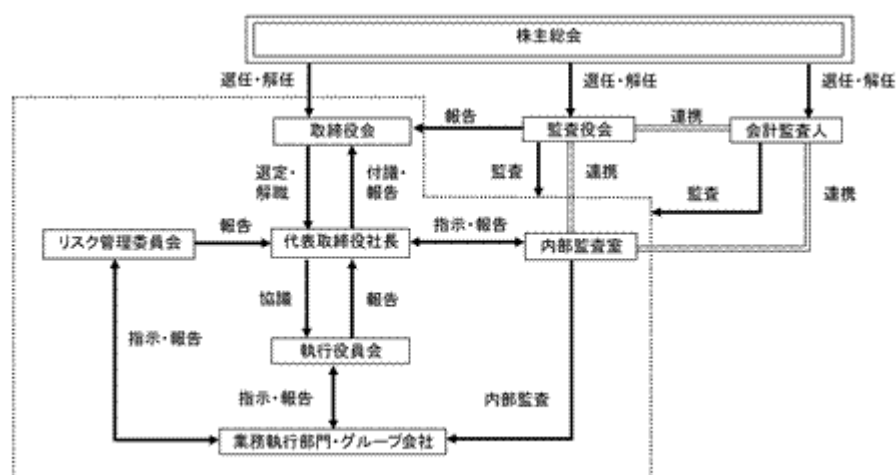 株主総会
選任・解任
選任・解任
選任・解任
取締役会
報告
監査役会
連携
会計監査人
選定・
解職
付議・
報告
監査
連携
監査
連携
リスク管理委員会
報告
代表取締役社長
指示・報告
内部監査室
協議
報告
指示・報告
執行役員会
指示・報告
内部監査
業務執行部門・グループ会社